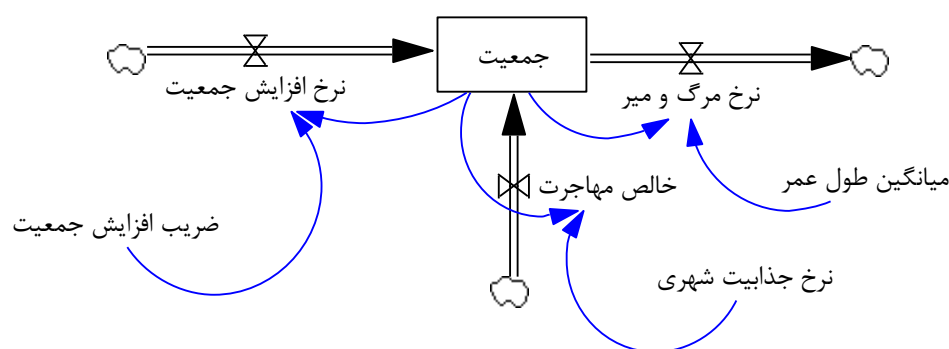 جمعیت
نرخ افزایش جمعیت
نرخ مرگ و میر
خالص مهاجرت
میانگین طول عمر
ضریب افزایش جمعیت
نرخ جذابیت شهری